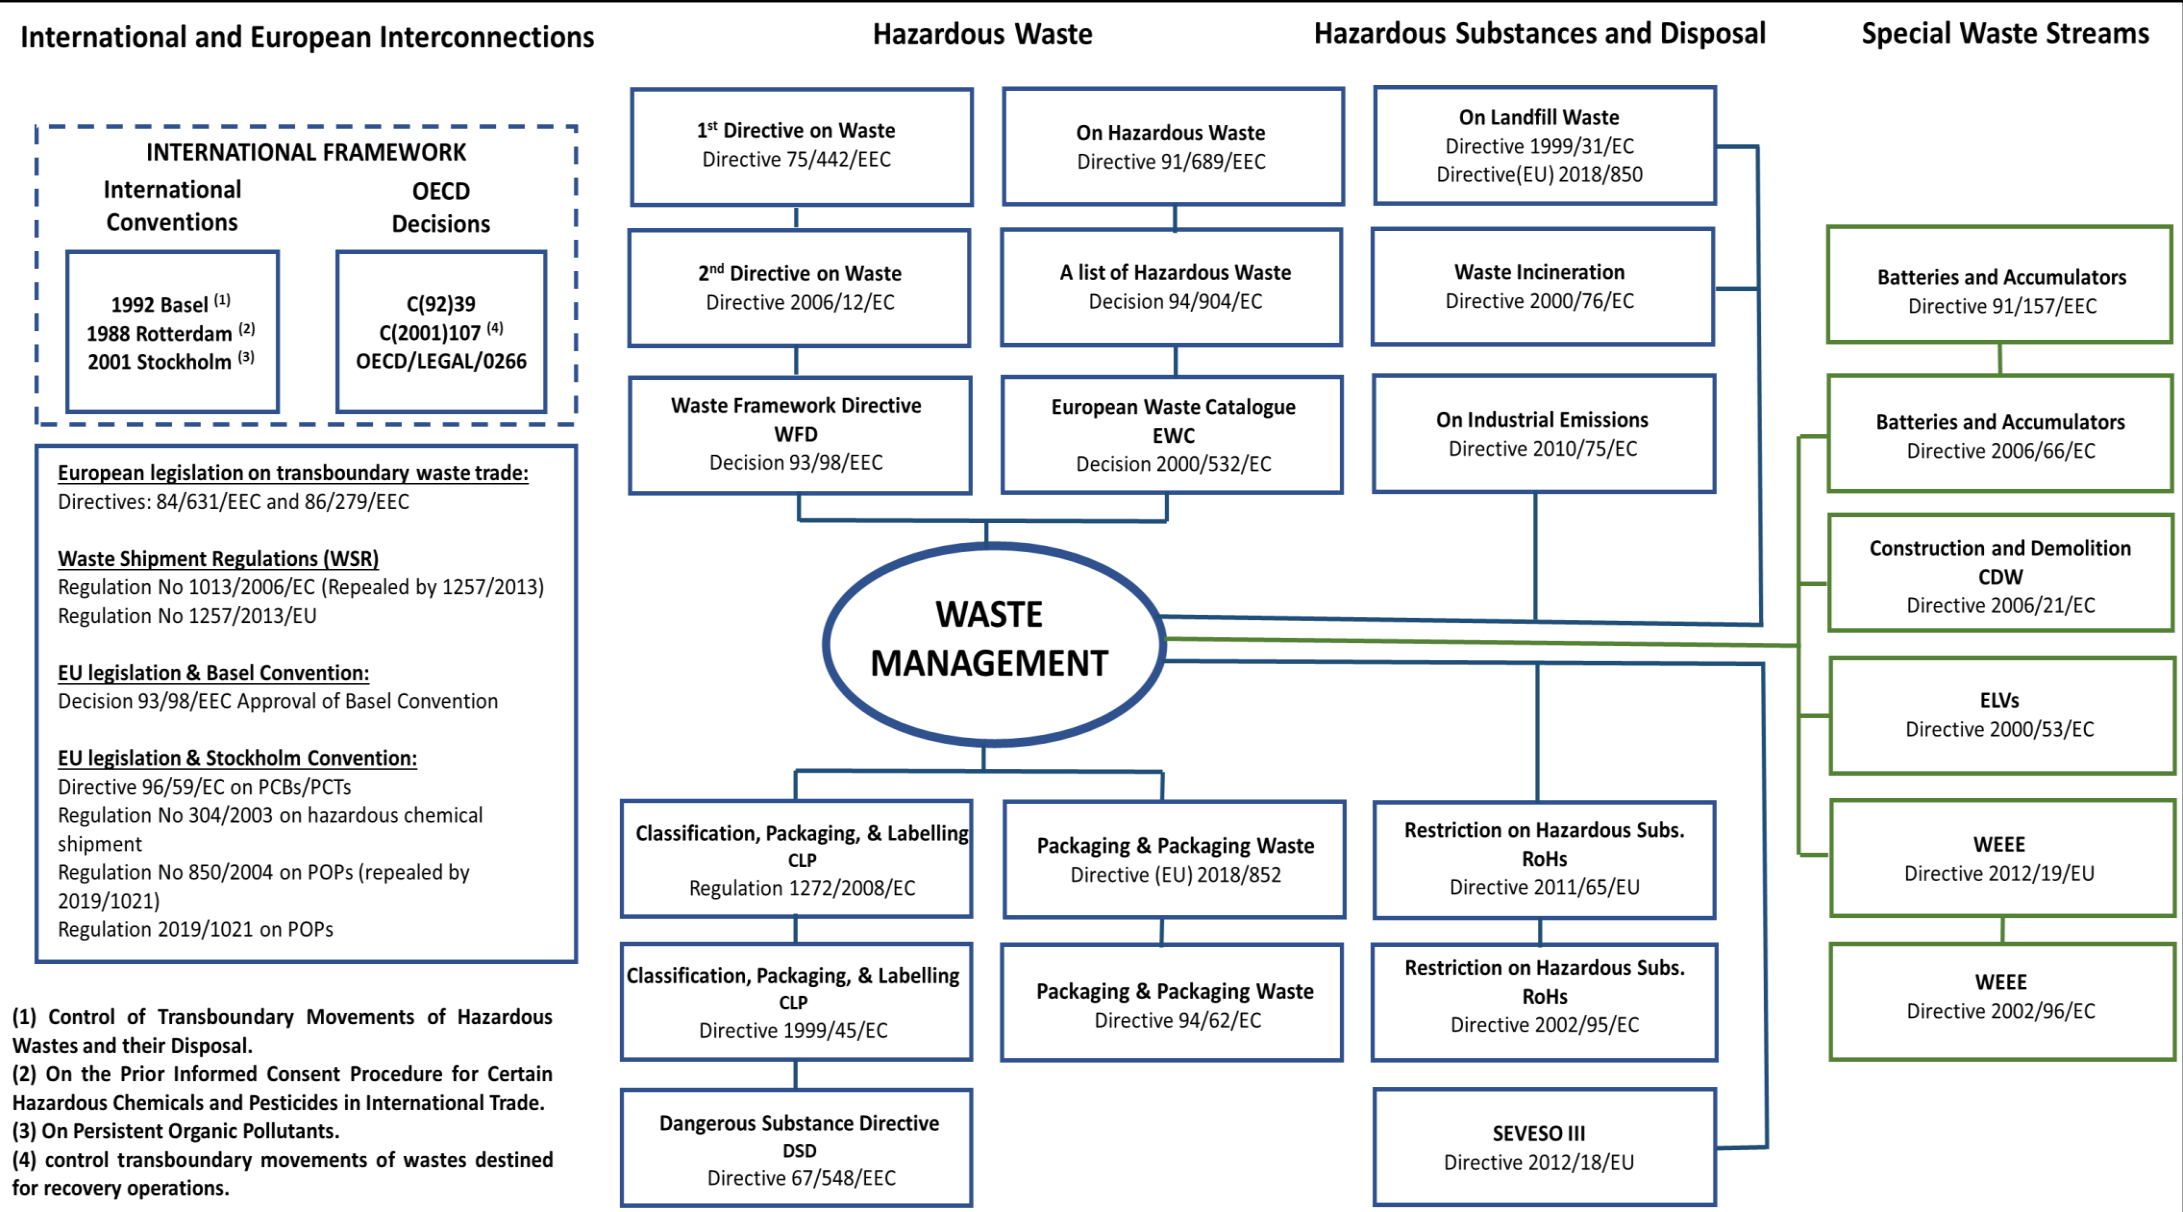 International and European Interconnections
Hazardous Waste
Hazardous Substances and Disposal
Special Waste Streams
INTERNATIONAL FRAMEWORK
International
Conventions
OECD
Decisions
1992 Basel (1)
1988 Rotterdam (2)
2001 Stockholm (3)
C(92)39
C(2001)107 (4)
OECD/LEGAL/0266
European legislation on transboundary waste trade:
Directives: 84/631/EEC and 86/279/EEC
Waste Shipment Regulations (WSR)
Regulation No 1013/2006/EC (Repealed by 1257/2013)
Regulation No 1257/2013/EU
EU legislation & Basel Convention:
Decision 93/98/EEC Approval of Basel Convention
EU legislation & Stockholm Convention:
Directive 96/59/EC on PCBs/PCTs
Regulation No 304/2003 on hazardous chemical
shipment
Regulation No 850/2004 on POPs (repealed by
2019/1021)
Regulation 2019/1021 on POPs
(1) Control of Transboundary Movements of Hazardous
Wastes and their Disposal.
(2) On the Prior Informed Consent Procedure for Certain
Hazardous Chemicals and Pesticides in International Trade.
(3) On Persistent Organic Pollutants.
(4) control transboundary movements of wastes destined
for recovery operations.
1st Directive on Waste
Directive 75/442/EEC
2nd Directive on Waste
Directive 2006/12/EC
Waste Framework Directive
WFD
Decision 93/98/EEC
On Hazardous Waste
Directive 91/689/EEC
A list of Hazardous Waste
Decision 94/904/EC
European Waste Catalogue
EWC
Decision 2000/532/EC
On Landfill Waste
Directive 1999/31/EC
Directive(EU) 2018/850
Waste Incineration
Directive 2000/76/EC
On Industrial Emissions
Directive 2010/75/EC
WASTE
MANAGEMENT
Classification, Packaging, & Labelling
CLP
Regulation 1272/2008/EC
Classification, Packaging, & Labelling
CLP
Directive 1999/45/EC
Dangerous Substance Directive
DSD
Directive 67/548/EEC
Packaging & Packaging Waste
Directive (EU) 2018/852
Packaging & Packaging Waste
Directive 94/62/EC
Restriction on Hazardous Subs.
RoHs
Directive 2011/65/EU
Restriction on Hazardous Subs.
RoHs
Directive 2002/95/EC
SEVESO III
Directive 2012/18/EU
Batteries and Accumulators
Directive 91/157/EEC
Batteries and Accumulators
Directive 2006/66/EC
Construction and Demolition
CDW
Directive 2006/21/EC
ELVs
Directive 2000/53/EC
WEEE
Directive 2012/19/EU
WEEE
Directive 2002/96/EC